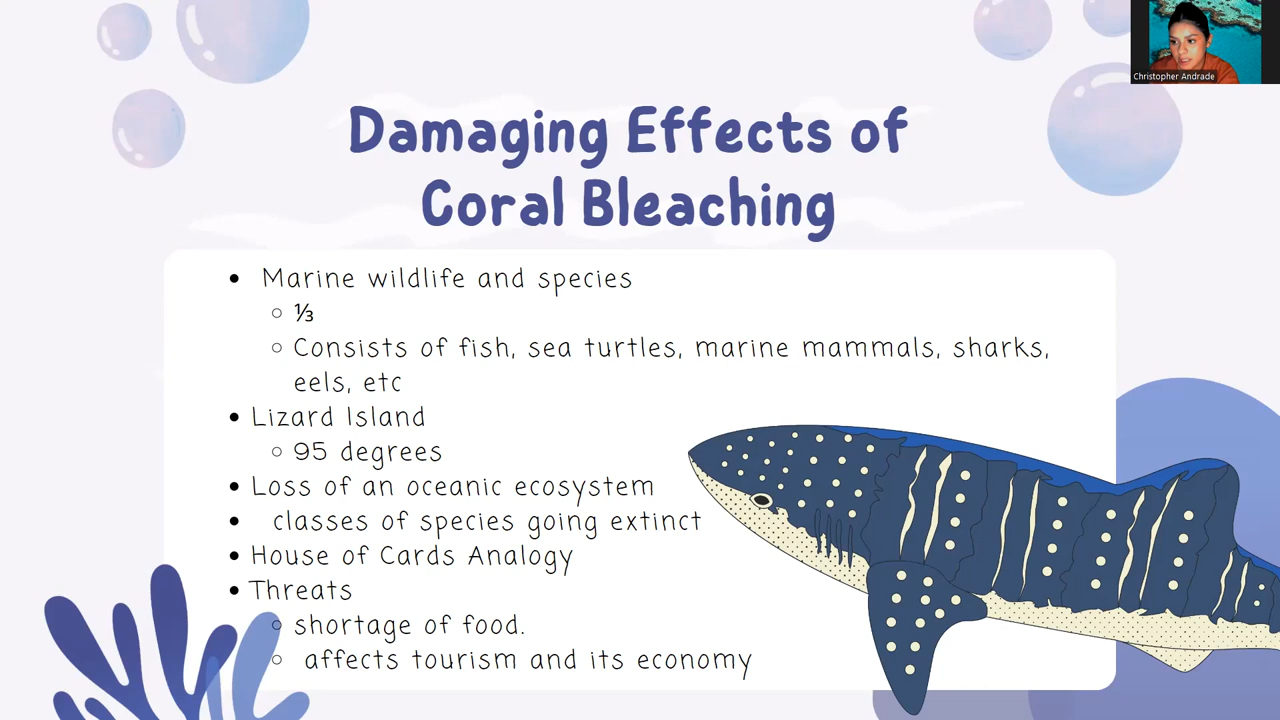 Christopher Andrade
Damaging Effects of
Coral Bleaching
• Marine wildlife and species
○ ⅓
○ Consists of fish, sea turtles, marine mammals, sharks,
eels, etc
• Lizard Island
○ 95 degrees
• Loss of an oceanic ecosystem
• classes of species going extinct
• House of Cards Analogy
• Threats
○ shortage of food.
○ affects tourism and its economy